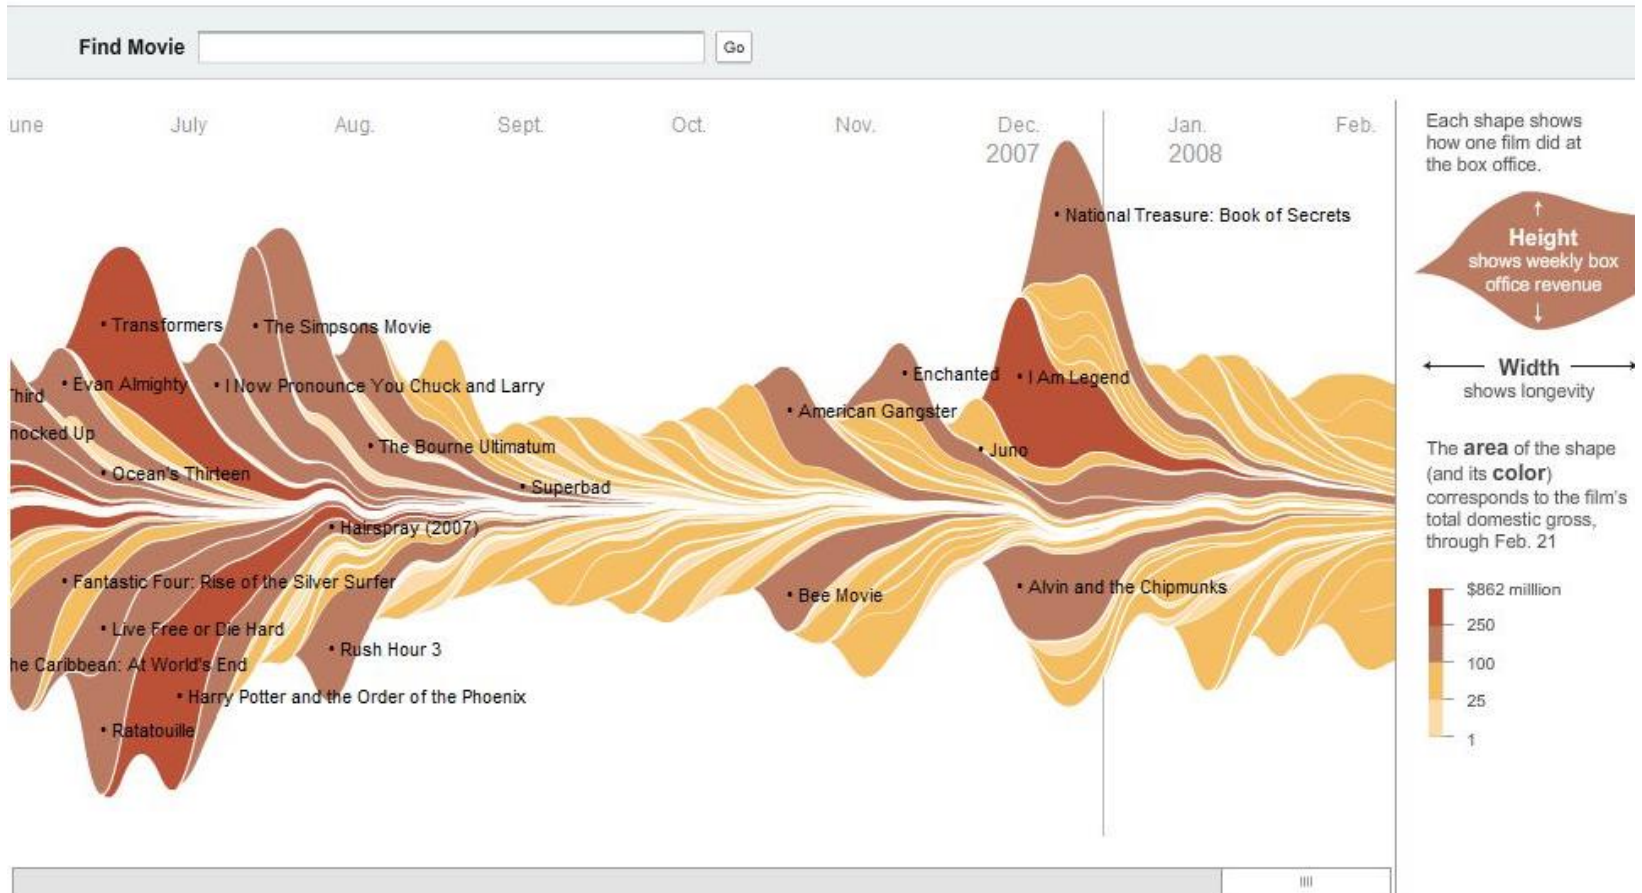 Find Movie
Go
une
July
Aug.
Sept.
Oct.
Nov.
Dec.
2007
Jan.
2008
Feb.
National Treasure: Book of Secrets
Transformers
The Simpsons Movie
Evan Almighty
I Now Pronounce You Chuck and Larry
Enchanted
I Am Legend
hird
American Gangster
nocked Up
The Bourne Ultimatum
Juno
Ocean's Thirteen
Superbad
Hairspray (2007)
Fantastic Four: Rise of the Silver Surfer
Bee Movie
Alvin and the Chipmunks
Live Free or Die Hard
Rush Hour 3
he Caribbean: At World's End
Harry Potter and the Order of the Phoenix
Ratatouille
Each shape shows
how one film did at
the box office.
Height
shows weekly box
office revenue
Width
shows longevity
The area of the shape
(and its color)
corresponds to the film's
total domestic gross,
through Feb. 21
$862 milllion
250
100
25
1